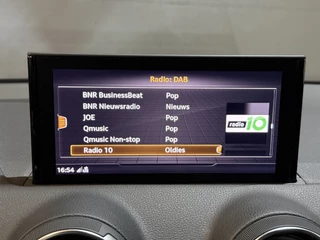 Radio: DAB
BNR BusinessBeat Pop
BNR Nieuwsradio Nieuws
JOE Pop
Qmusic Pop
Qmusic Non-stop Pop
Radio 10 Oldies
radio 10
16:54